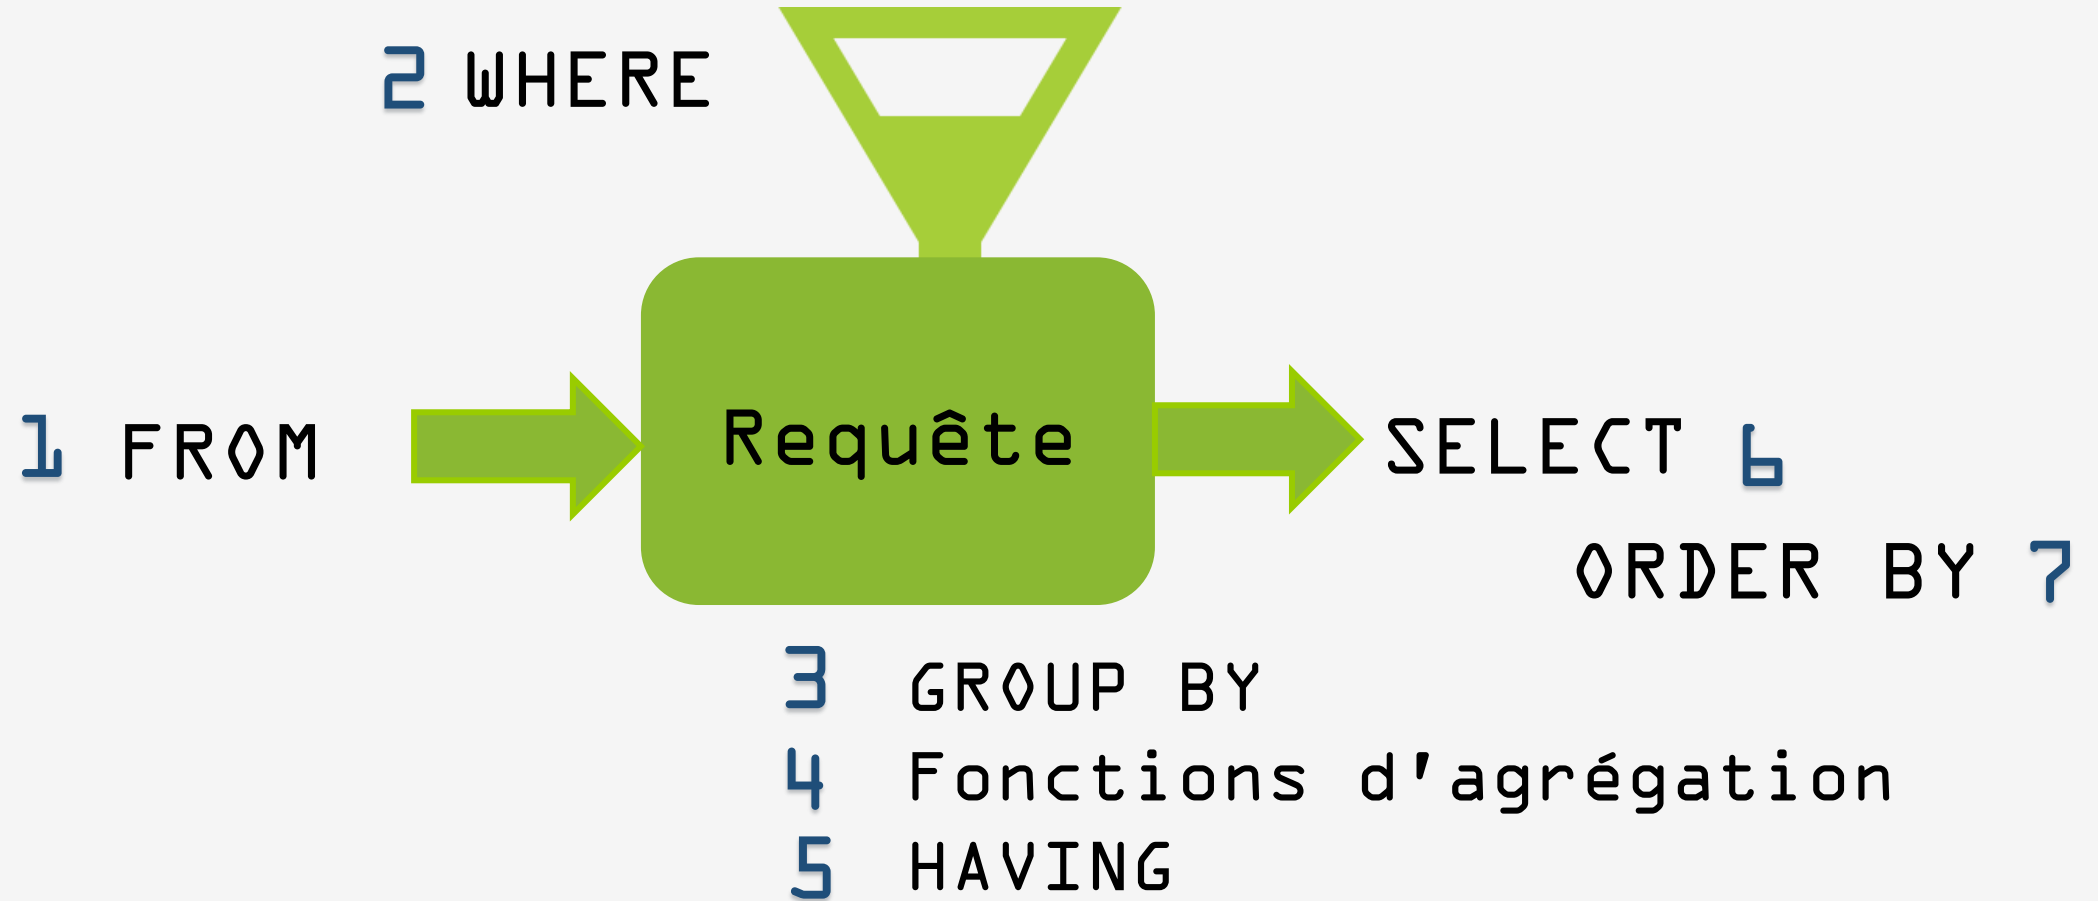 2 WHERE
1 FROM
Requête
SELECT 6
ORDER BY 7
3 GROUP BY
4 Fonctions d'agrégation
5 HAVING